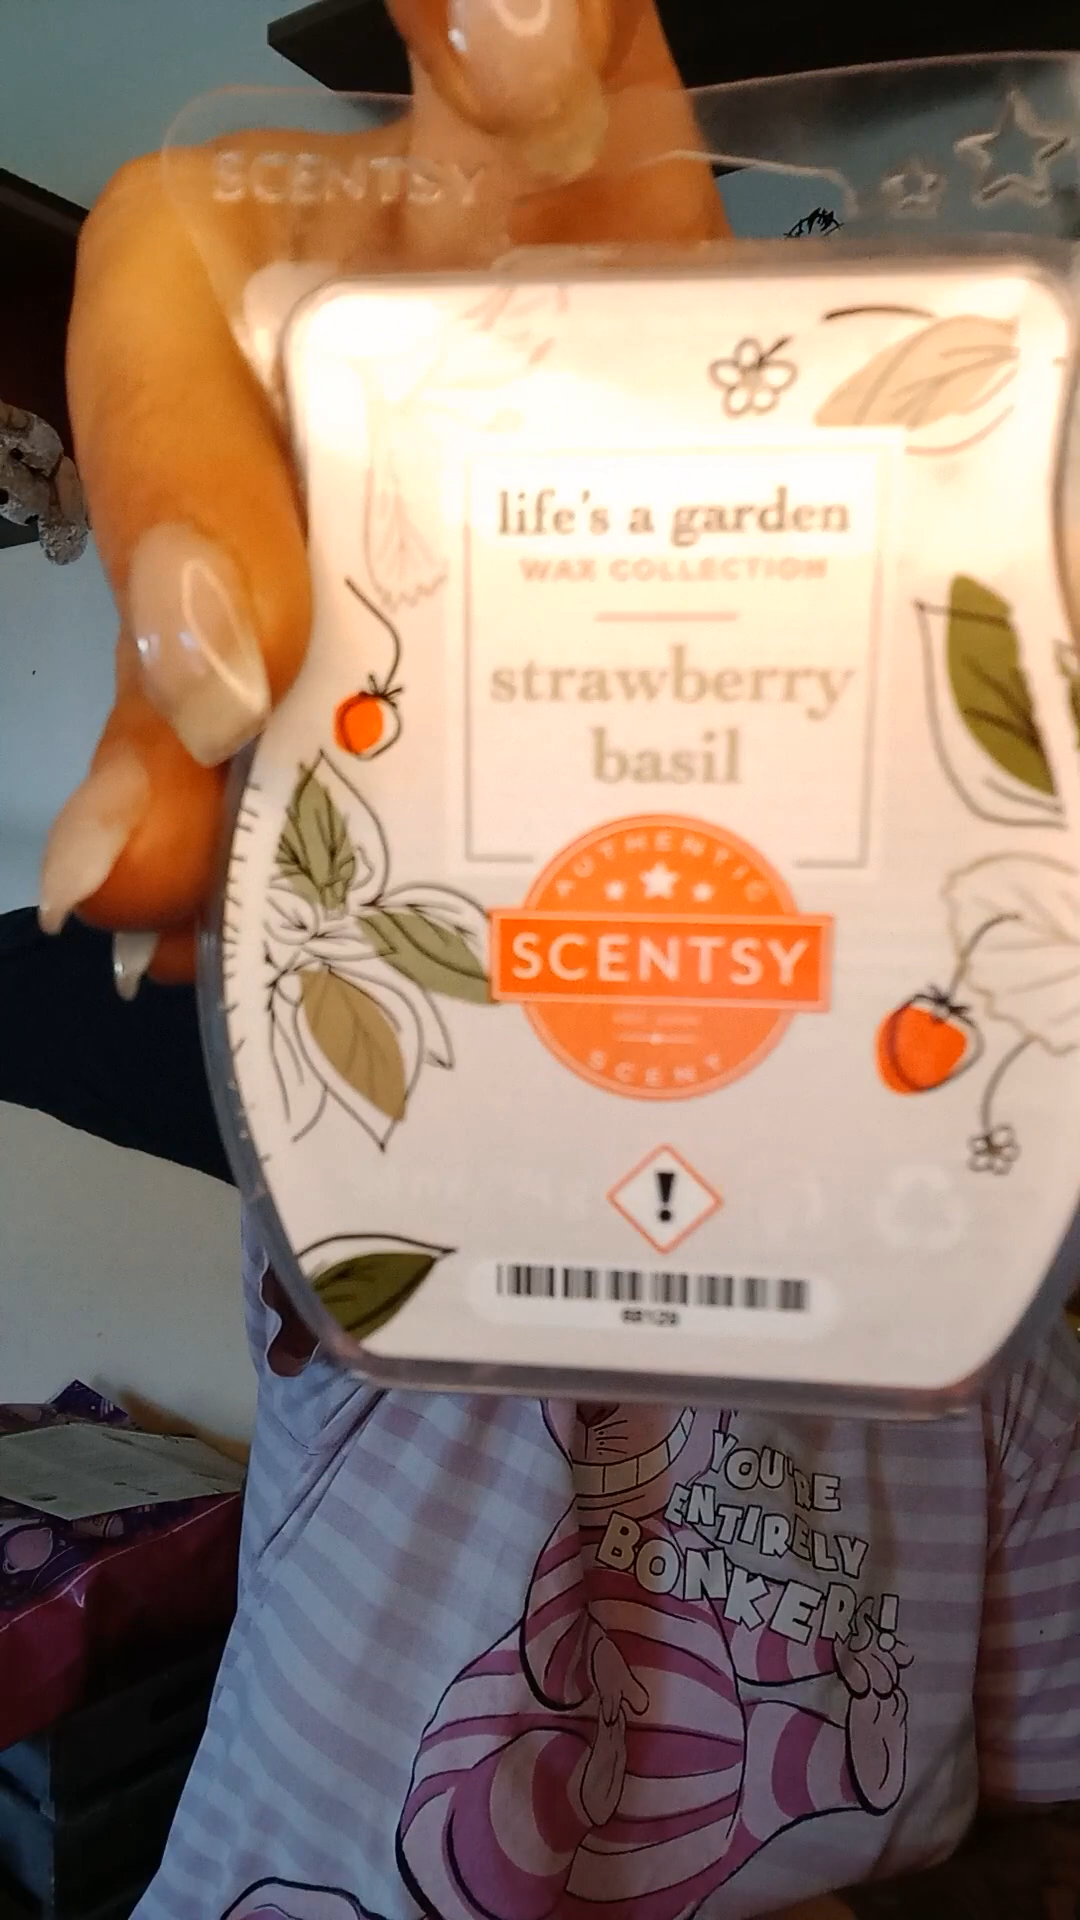 SCENTSY
life's a garden
WAX COLLECTION
strawberry
basil
AUTHENTIC
SCENTSY
SCENT
!
YOU'RE
ENTIRELY
BONKERS!